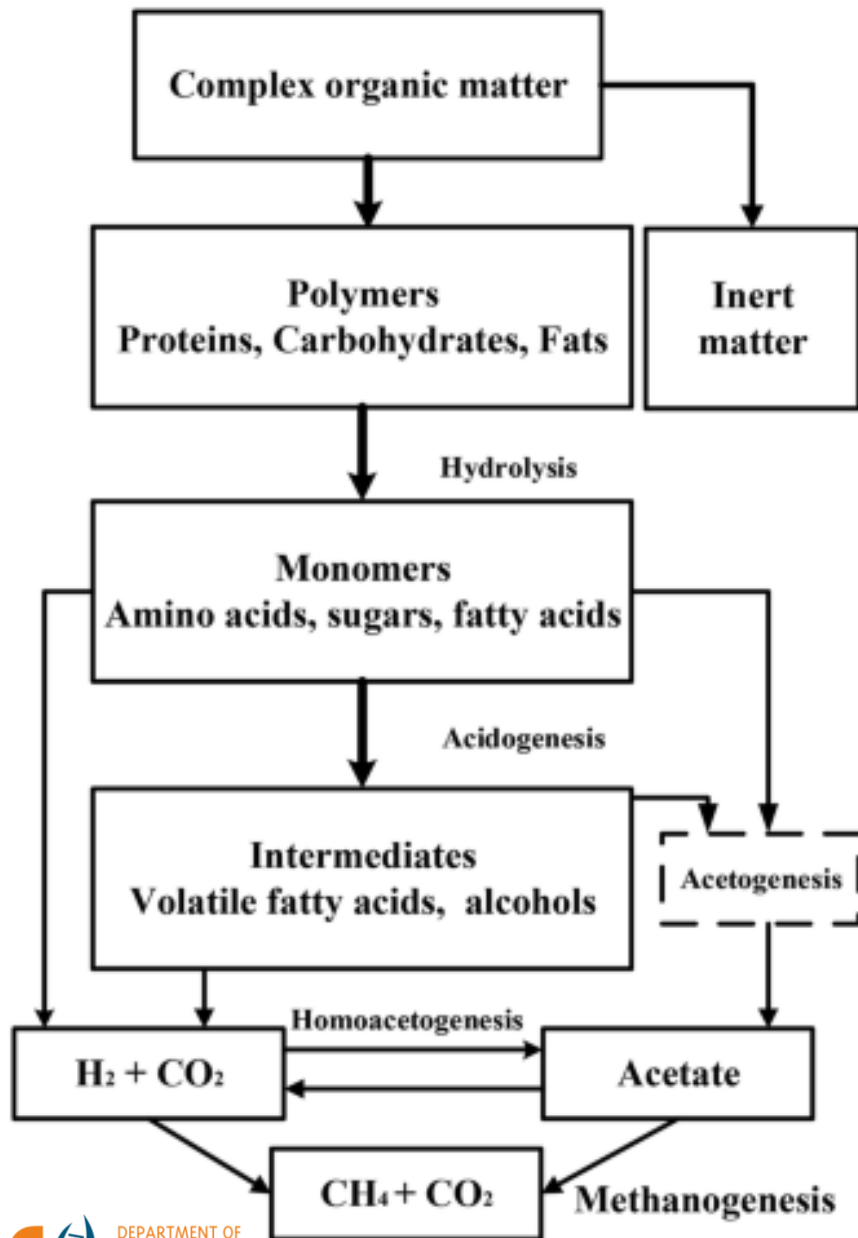 Complex organic matter
Polymers
Proteins, Carbohydrates, Fats
Inert
matter
Hydrolysis
Monomers
Amino acids, sugars, fatty acids
Acidogenesis
Intermediates
Volatile fatty acids, alcohols
Acetogenesis
Homoacetogenesis
H₂ + CO₂
Acetate
CH₄ + CO₂
Methanogenesis
DEPARTMENT OF